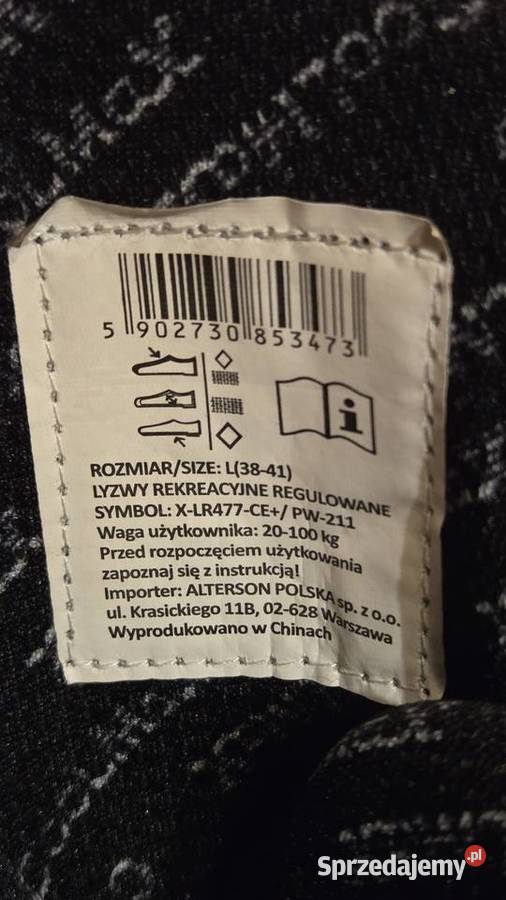 5 902730 853473
ROZMIAR/SIZE: L(38-41)
LYZWY REKREACYJNE REGULOWANE
SYMBOL: X-LR477-CE+/ PW-211
Waga użytkownika: 20-100 kg
Przed rozpoczęciem użytkowania
zapoznaj się z instrukcją!
Importer: ALTERSON POLSKA sp. z o.o.
ul. Krasickiego 11B, 02-628 Warszawa
Wyprodukowano w Chinach
Sprzedajemy.pl